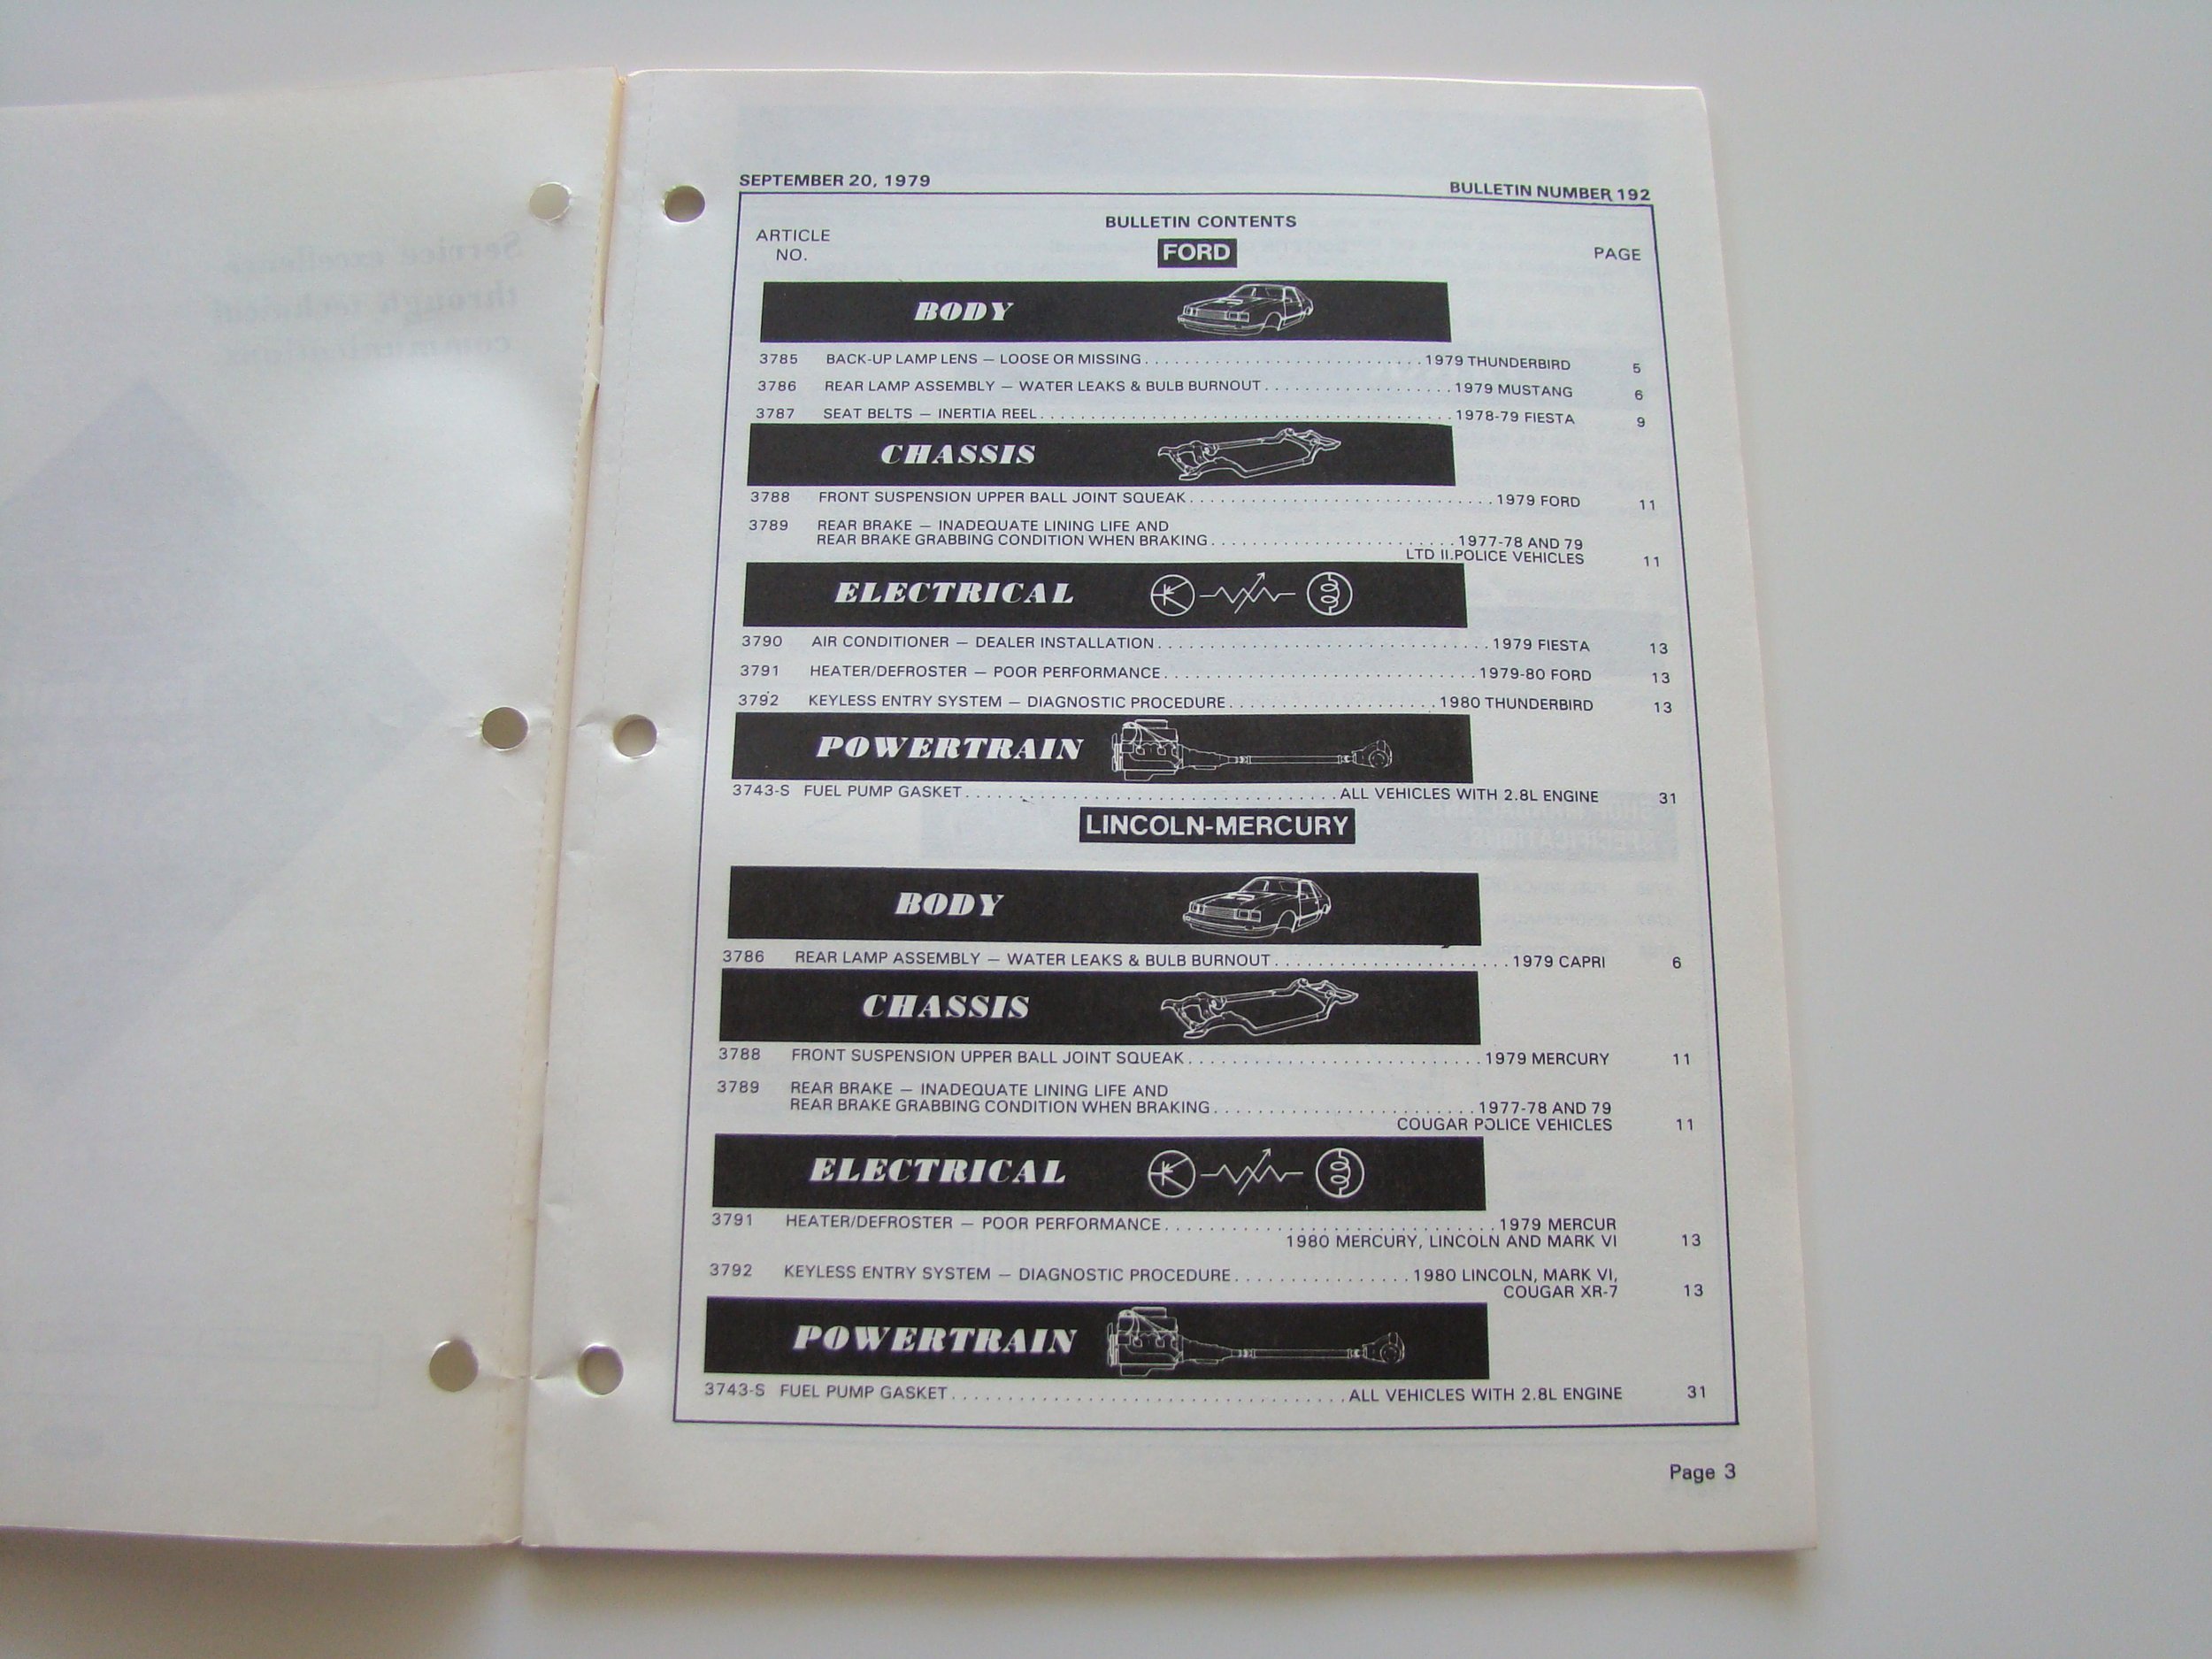 Service excellence
through technical
communications
SEPTEMBER 20, 1979 BULLETIN NUMBER 192
BULLETIN CONTENTS
ARTICLE
NO. FORD PAGE
BODY
3785 BACK-UP LAMP LENS — LOOSE OR MISSING............................1979 THUNDERBIRD 5
3786 REAR LAMP ASSEMBLY — WATER LEAKS & BULB BURNOUT...................1979 MUSTANG 6
3787 SEAT BELTS — INERTIA REEL..........................................1978-79 FIESTA 9
CHASSIS
3788 FRONT SUSPENSION UPPER BALL JOINT SQUEAK..............................1979 FORD 11
3789 REAR BRAKE — INADEQUATE LINING LIFE AND
REAR BRAKE GRABBING CONDITION WHEN BRAKING........................1977-78 AND 79
LTD II.POLICE VEHICLES 11
ELECTRICAL
3790 AIR CONDITIONER — DEALER INSTALLATION.................................1979 FIESTA 13
3791 HEATER/DEFROSTER — POOR PERFORMANCE...............................1979-80 FORD 13
3792 KEYLESS ENTRY SYSTEM — DIAGNOSTIC PROCEDURE.....................1980 THUNDERBIRD 13
POWERTRAIN
3743-S FUEL PUMP GASKET.....................................ALL VEHICLES WITH 2.8L ENGINE 31
LINCOLN-MERCURY
BODY
3786 REAR LAMP ASSEMBLY — WATER LEAKS & BULB BURNOUT.......................1979 CAPRI 6
CHASSIS
3788 FRONT SUSPENSION UPPER BALL JOINT SQUEAK.............................1979 MERCURY 11
3789 REAR BRAKE — INADEQUATE LINING LIFE AND
REAR BRAKE GRABBING CONDITION WHEN BRAKING.........................1977-78 AND 79
COUGAR POLICE VEHICLES 11
ELECTRICAL
3791 HEATER/DEFROSTER — POOR PERFORMANCE................................1979 MERCUR
1980 MERCURY, LINCOLN AND MARK VI 13
3792 KEYLESS ENTRY SYSTEM — DIAGNOSTIC PROCEDURE................1980 LINCOLN, MARK VI,
COUGAR XR-7 13
POWERTRAIN
3743-S FUEL PUMP GASKET.....................................ALL VEHICLES WITH 2.8L ENGINE 31
Page 3